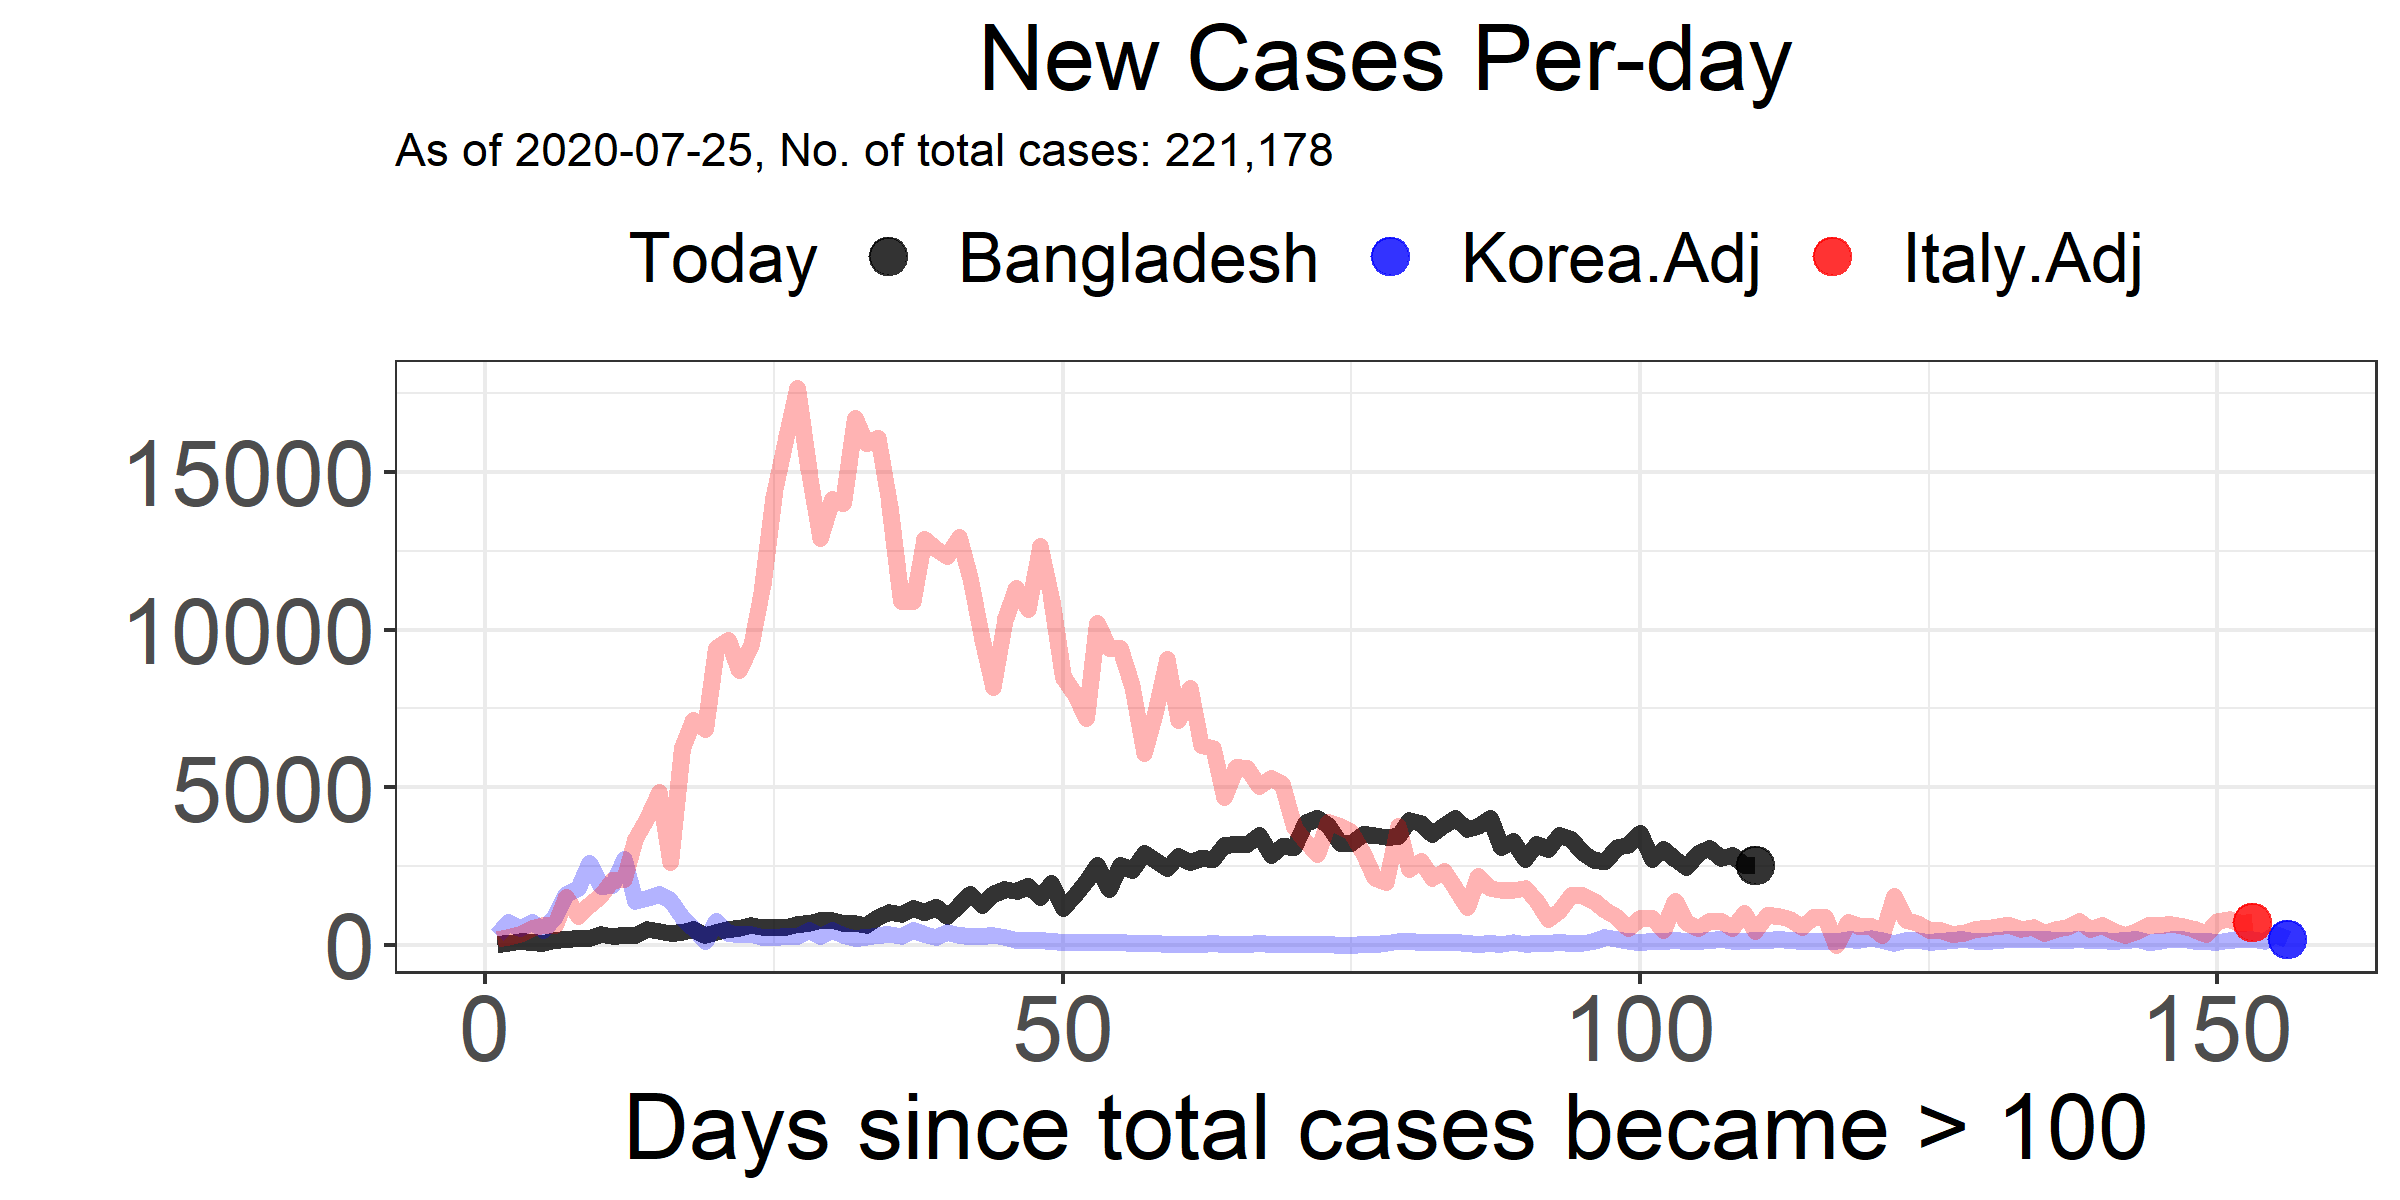 New Cases Per-day
As of 2020-07-25, No. of total cases: 221,178
Today Bangladesh Korea.Adj Italy.Adj
15000
10000
5000
0
0 50 100 150
Days since total cases became > 100